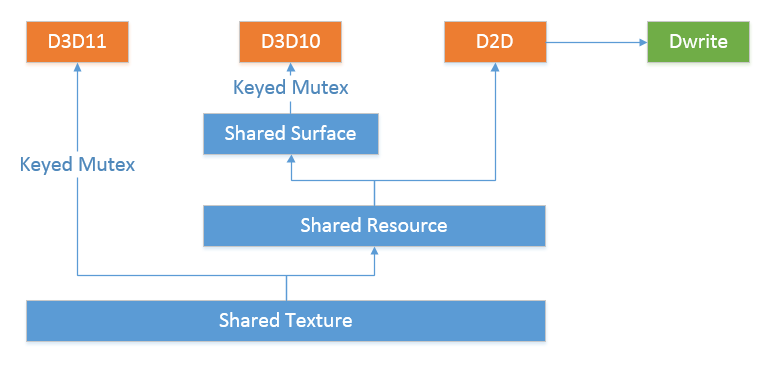 D3D11
D3D10
D2D
Dwrite
Keyed Mutex
Shared Surface
Keyed Mutex
Shared Resource
Shared Texture